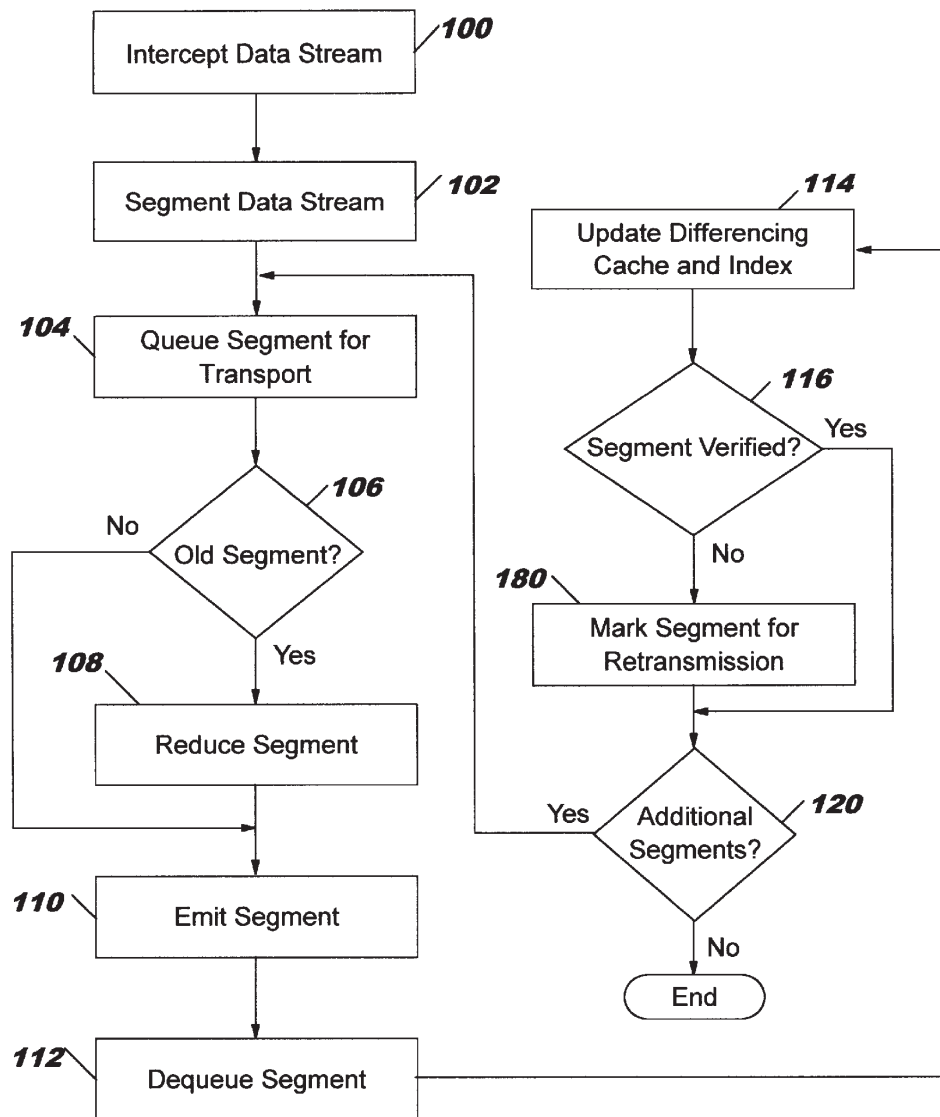 100
Intercept Data Stream
102
Segment Data Stream
104
Queue Segment for
Transport
106
No
Old Segment?
Yes
108
Reduce Segment
110
Emit Segment
112
Dequeue Segment
114
Update Differencing
Cache and Index
116
Yes
Segment Verified?
No
180
Mark Segment for
Retransmission
Yes
120
Additional
Segments?
No
End